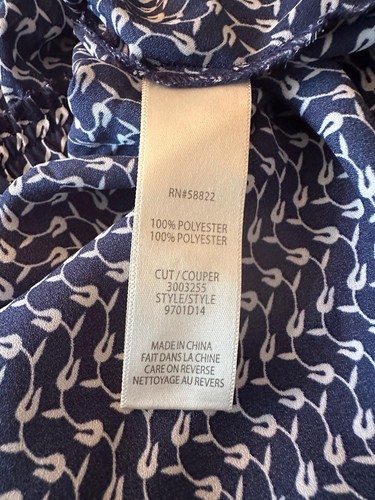 RN#58822
100% POLYESTER
100% POLYESTER
CUT / COUPER
3003255
STYLE/STYLE
9701D14
MADE IN CHINA
FAIT DANS LA CHINE
CARE ON REVERSE
NETTOYAGE AU REVERS